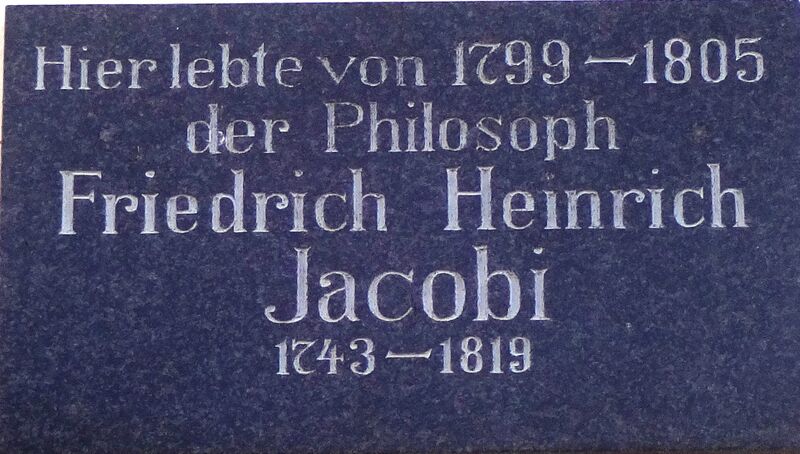 Hier lebte von 1799 – 1805
der Philosoph
Friedrich Heinrich
Jacobi
1743 – 1819